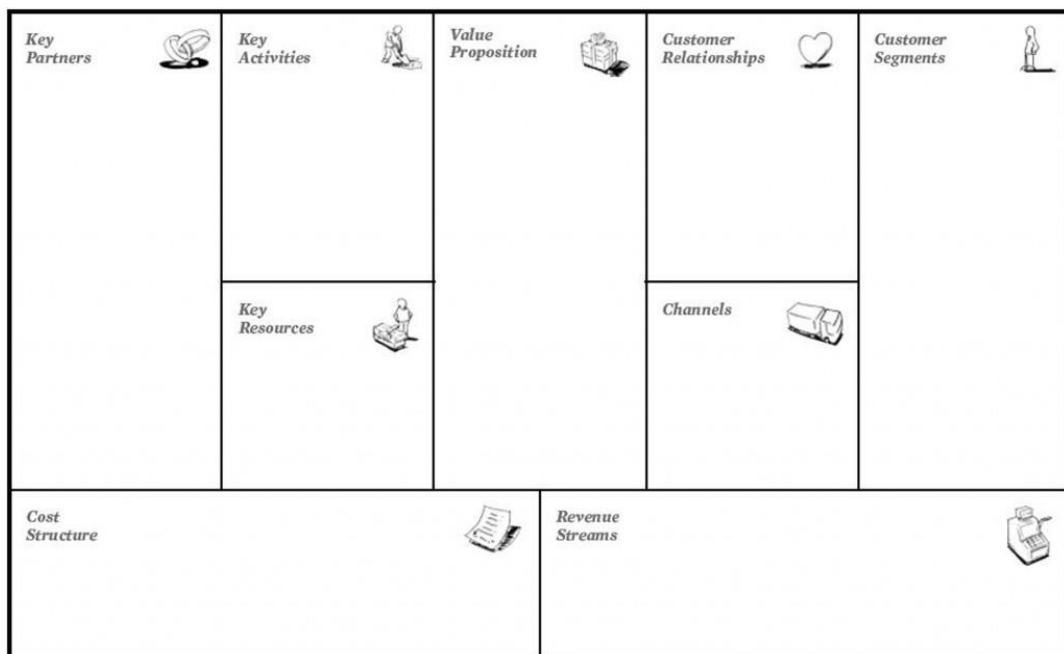 Key
Partners
Key
Activities
Value
Proposition
Customer
Relationships
Customer
Segments
Key
Resources
Channels
Cost
Structure
Revenue
Streams